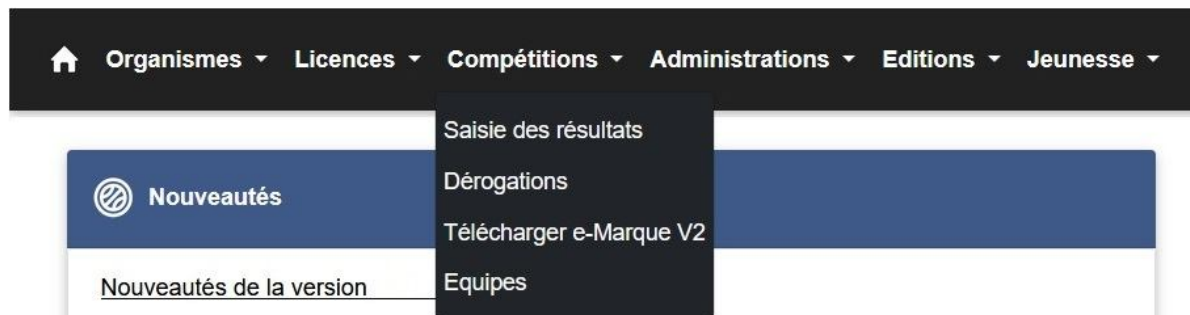 Organismes Licences Compétitions Administrations Editions Jeunesse
Saisie des résultats
Dérogations
Télécharger e-Marque V2
Equipes
Nouveautés
Nouveautés de la version